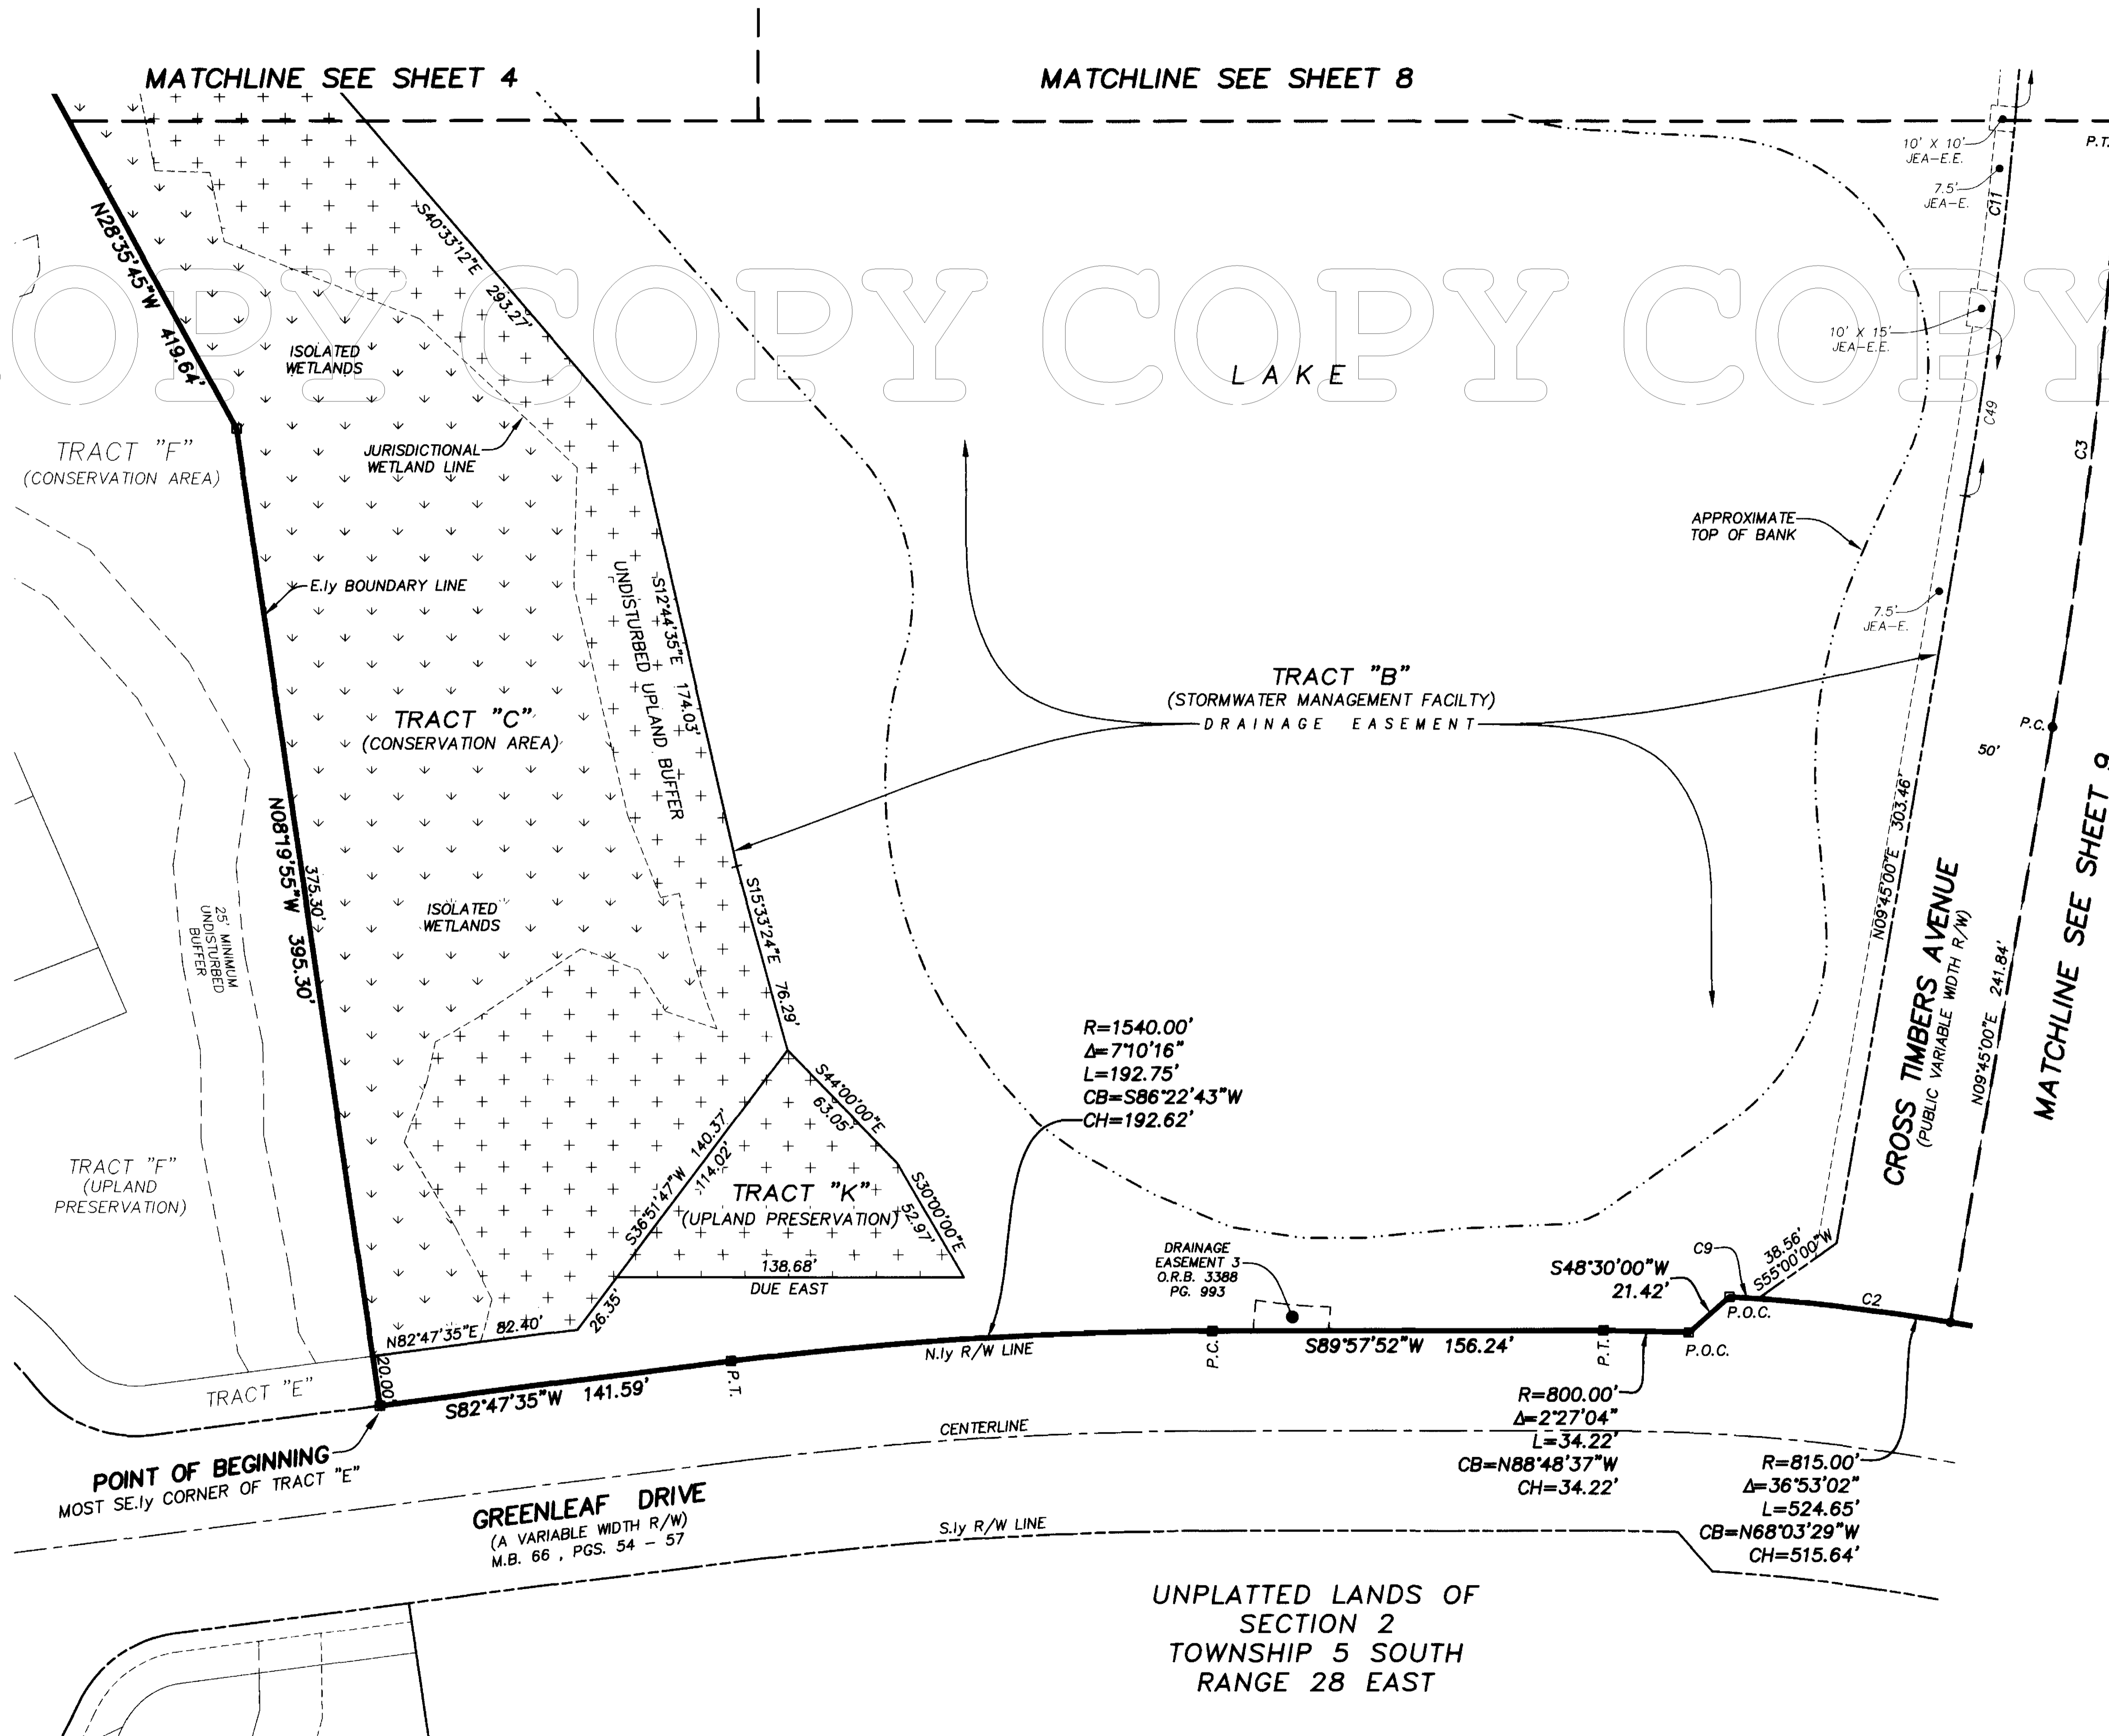 MATCHLINE SEE SHEET 4
MATCHLINE SEE SHEET 8
10' X 10'
JEA-E.E.
P.T.
7.5'
JEA-E.
C11
N28°35'45"W 419.64'
S40°33'12"E 293.27'
OPY COPY COPY COPY
ISOLATED
WETLANDS
LAKE
10' X 15'
JEA-E.E.
C49
C3
TRACT "F"
(CONSERVATION AREA)
JURISDICTIONAL
WETLAND LINE
APPROXIMATE
TOP OF BANK
E.ly BOUNDARY LINE
UNDISTURBED UPLAND BUFFER
S12°44'35"E 174.03'
7.5'
JEA-E.
TRACT "B"
(STORMWATER MANAGEMENT FACILTY)
DRAINAGE EASEMENT
TRACT "C"
(CONSERVATION AREA)
P.C.
50'
N08°19'55"W 395.30'
375.30'
25' MINIMUM
UNDISTURBED
BUFFER
ISOLATED
WETLANDS
S15°33'24"E 76.29'
N09°45'00"E 303.46'
CROSS TIMBERS AVENUE
(PUBLIC VARIABLE WIDTH R/W)
N09°45'00"E 241.84'
MATCHLINE SEE SHEET 9
R=1540.00'
Δ=7°10'16"
L=192.75'
CB=S86°22'43"W
CH=192.62'
S44°00'00"E
63.05'
S36°51'47"W 140.37'
114.02'
TRACT "K"
(UPLAND PRESERVATION)
S30°00'00"E
52.97'
TRACT "F"
(UPLAND
PRESERVATION)
138.68'
DUE EAST
26.35'
DRAINAGE
EASEMENT 3
O.R.B. 3388
PG. 993
S48°30'00"W
21.42'
C9
38.56'
S55°00'00"W
C2
P.O.C.
N82°47'35"E 82.40'
20.00'
TRACT "E"
S82°47'35"W 141.59'
P.T.
N.ly R/W LINE
P.C.
S89°57'52"W 156.24'
P.T.
P.O.C.
R=800.00'
Δ=2°27'04"
L=34.22'
CB=N88°48'37"W
CH=34.22'
R=815.00'
Δ=36°53'02"
L=524.65'
CB=N68°03'29"W
CH=515.64'
CENTERLINE
POINT OF BEGINNING
MOST SE.ly CORNER OF TRACT "E"
GREENLEAF DRIVE
(A VARIABLE WIDTH R/W)
M.B. 66 , PGS. 54 - 57
S.ly R/W LINE
UNPLATTED LANDS OF
SECTION 2
TOWNSHIP 5 SOUTH
RANGE 28 EAST